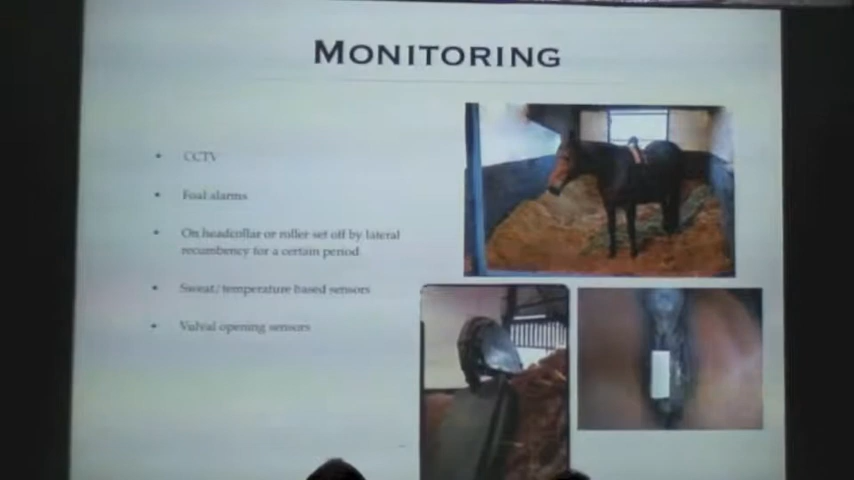 MONITORING
CCTV
Foal alarms
On headcollar or roller set off by lateral
recumbency for a certain period
Sweat/temperature based sensors
Vulval opening sensors